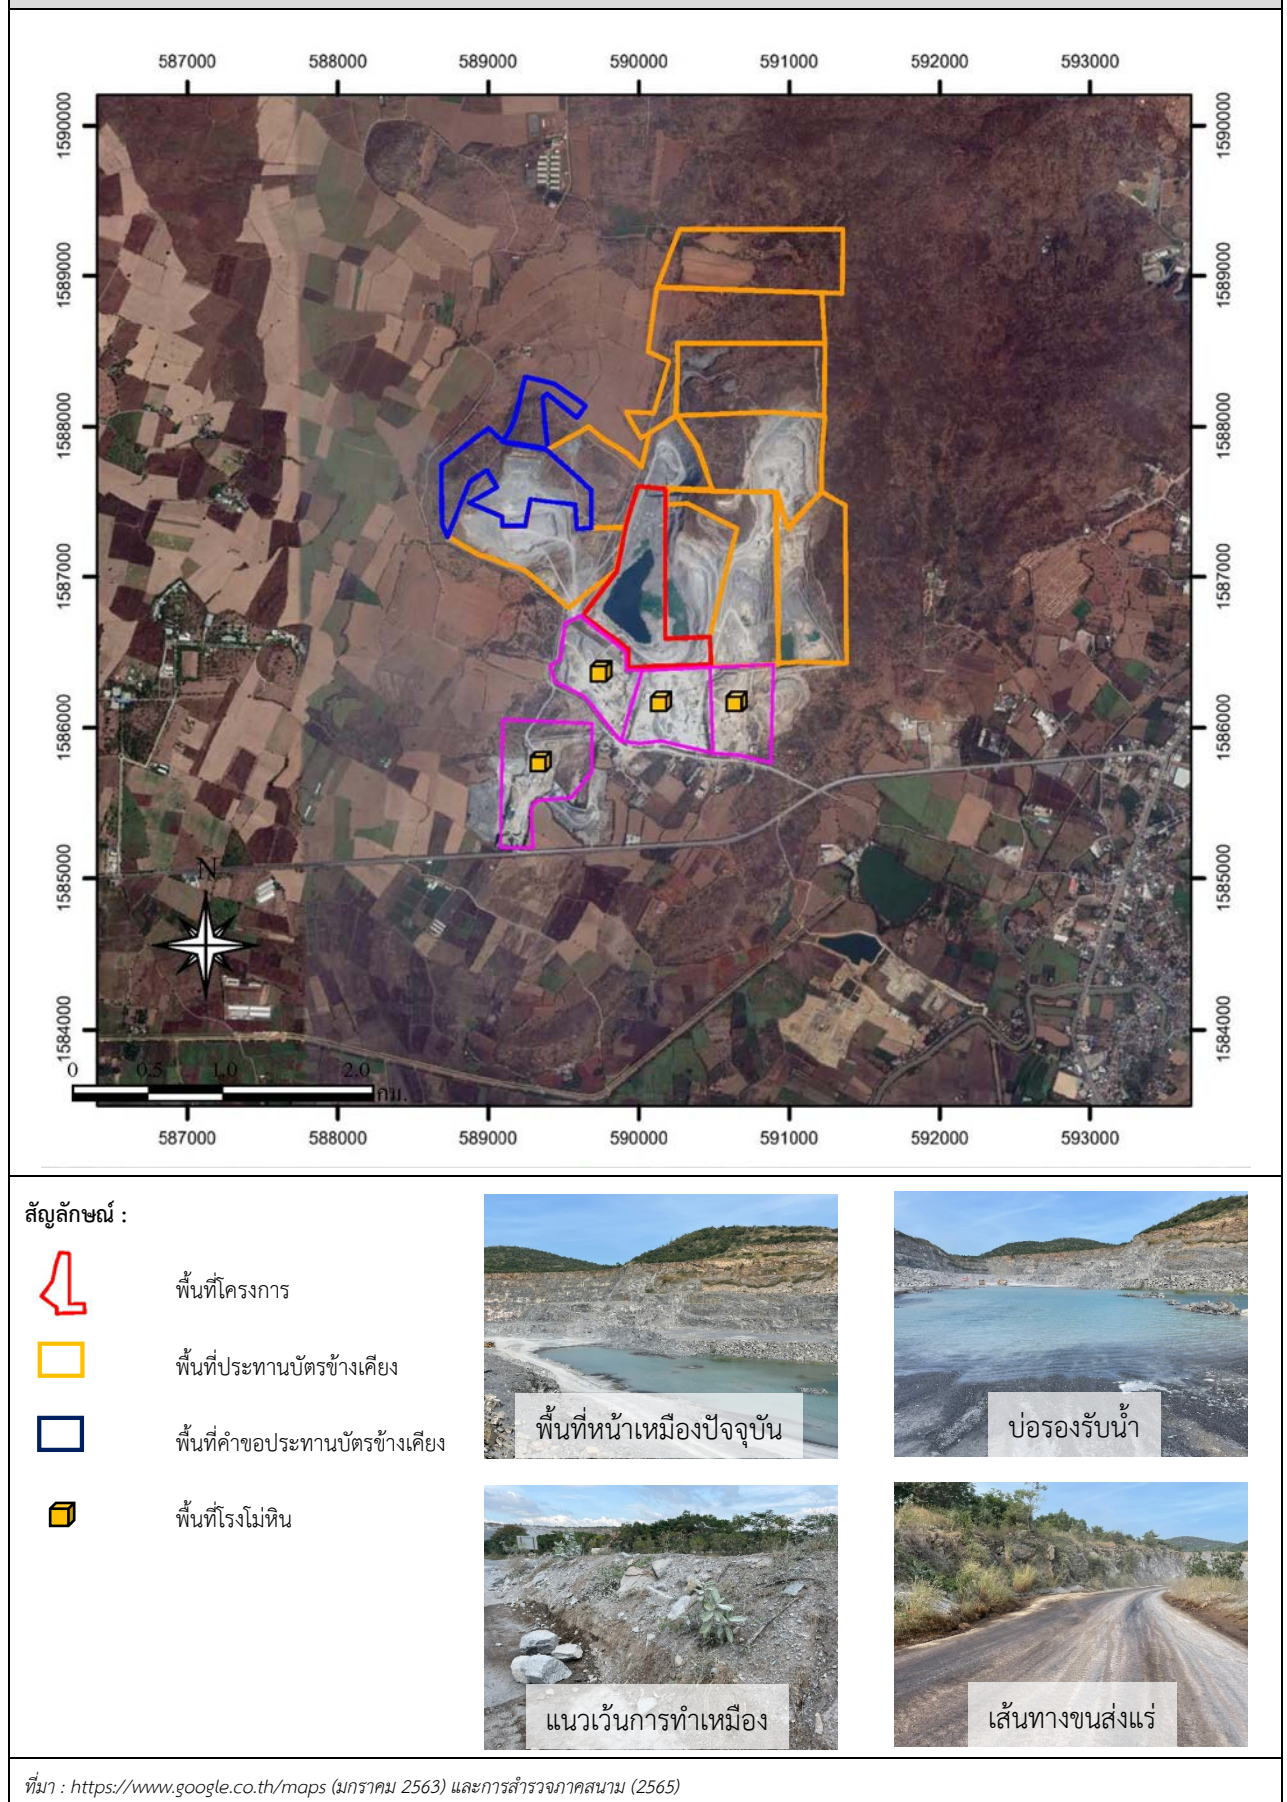 587000 588000 589000 590000 591000 592000 593000
1590000 1590000
1589000 1589000
1588000 1588000
1587000 1587000
1586000 1586000
1585000 1585000
1584000 1584000
N
0 0.5 1.0 2.0
กม.
587000 588000 589000 590000 591000 592000 593000
สัญลักษณ์ :
พื้นที่โครงการ
พื้นที่ประทานบัตรข้างเคียง
พื้นที่คำขอประทานบัตรข้างเคียง
พื้นที่โรงโม่หิน
พื้นที่หน้าเหมืองปัจจุบัน
บ่อรองรับน้ำ
แนวเว้นการทำเหมือง
เส้นทางขนส่งแร่
ที่มา : https://www.google.co.th/maps (มกราคม 2563) และการสำรวจภาคสนาม (2565)